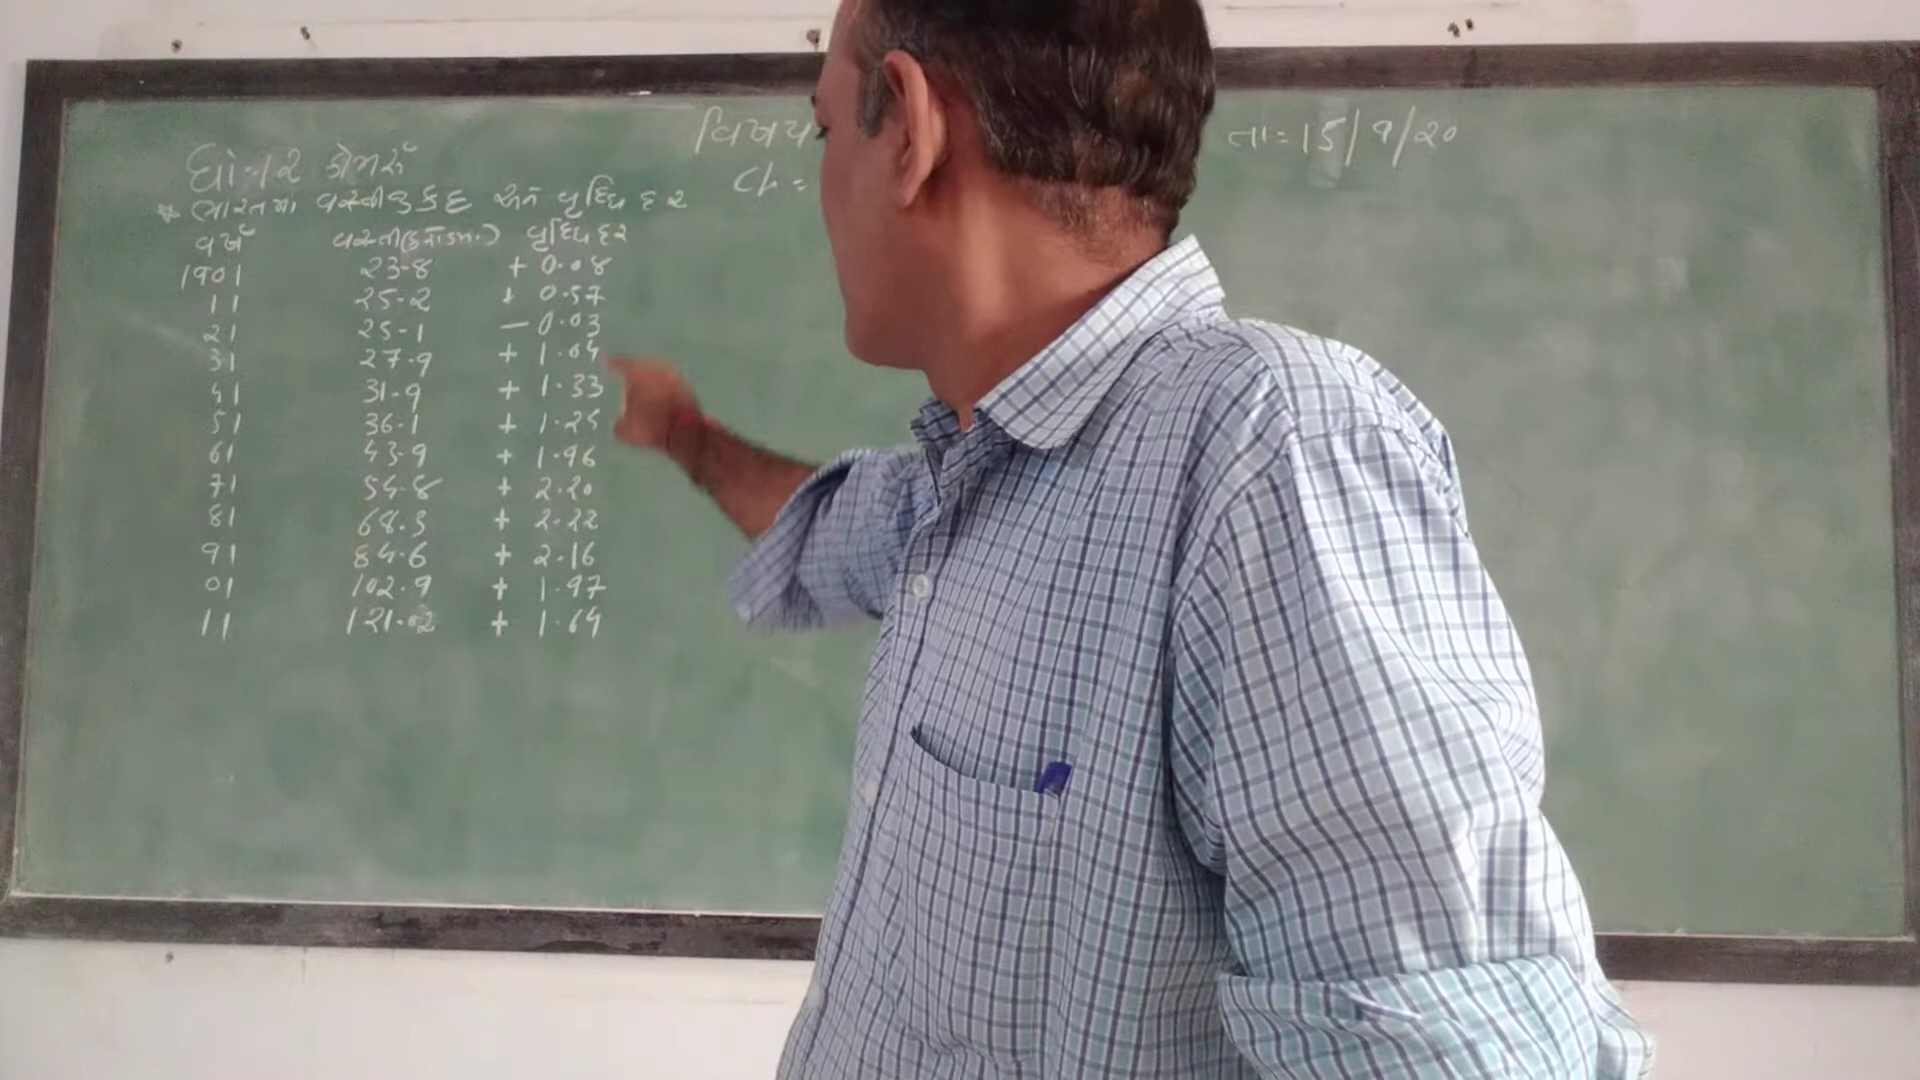 વિષય
તા= 15/9/20
ધો-12 કોમર્સ
Ch =
* ભારતમાં વસ્તીનું કદ અને વૃદ્ધિ દર
વર્ષ વસ્તી(કરોડમાં) વૃદ્ધિ દર
1901 23.8 + 0.08
11 25.2 + 0.57
21 25.1 - 0.03
31 27.9 + 1.04
41 31.9 + 1.33
51 36.1 + 1.25
61 43.9 + 1.96
71 54.8 + 2.20
81 68.3 + 2.22
91 84.6 + 2.16
01 102.9 + 1.97
11 121.02 + 1.64